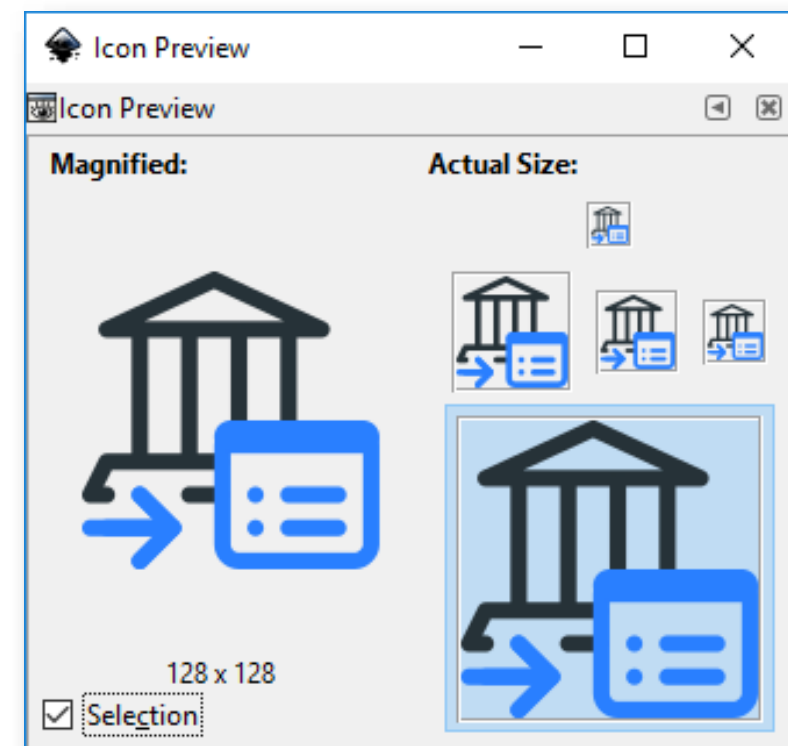 Icon Preview
Icon Preview
Magnified:
Actual Size:
128 x 128
Selection